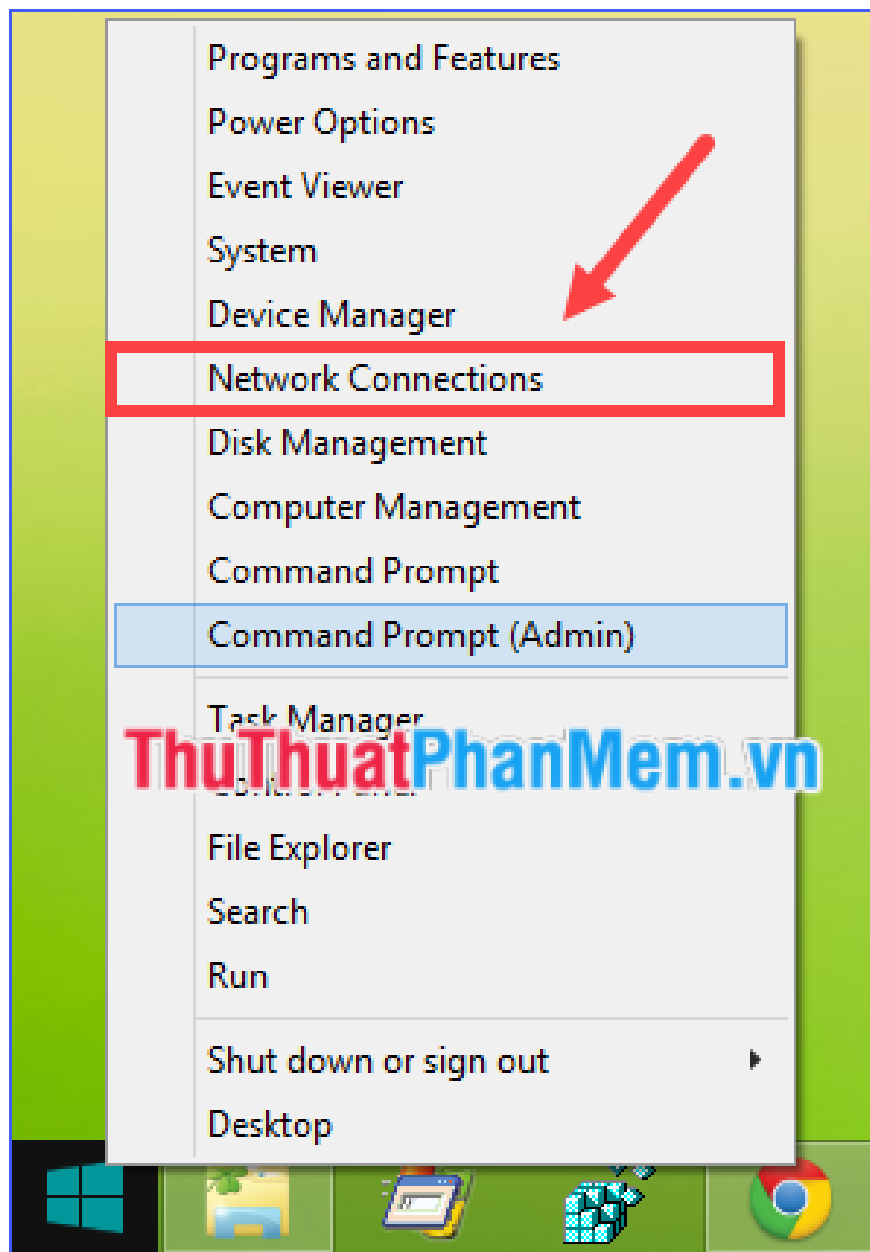 Programs and Features
Power Options
Event Viewer
System
Device Manager
Network Connections
Disk Management
Computer Management
Command Prompt
Command Prompt (Admin)
Task Manager
ThuThuatPhanMem.vn
File Explorer
Search
Run
Shut down or sign out
Desktop